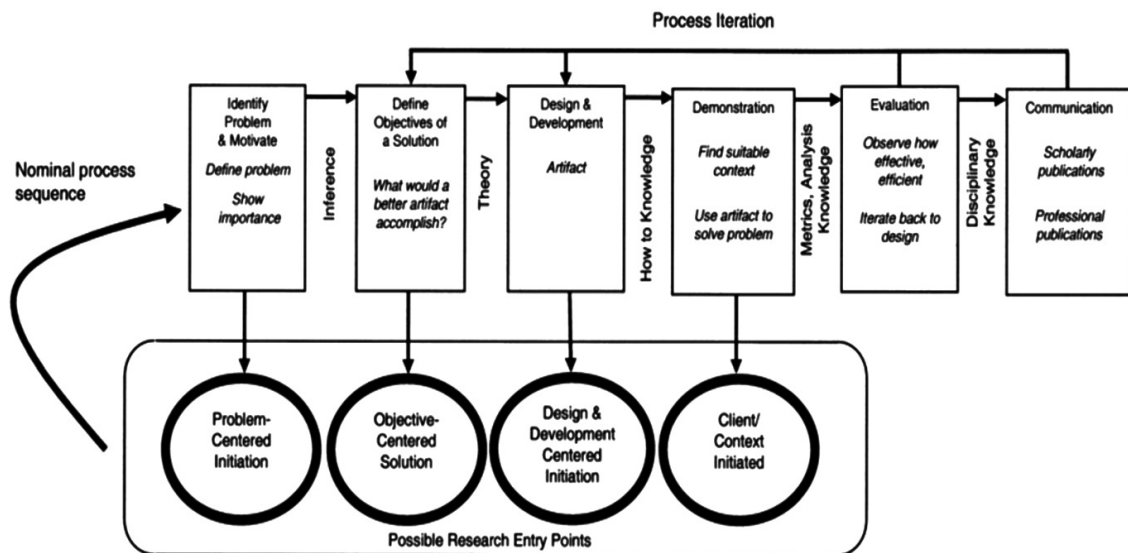 Process Iteration
Nominal process
sequence
Identify
Problem
& Motivate
Define problem
Show
importance
Inference
Define
Objectives of
a Solution
What would a
better artifact
accomplish?
Theory
Design &
Development
Artifact
How to Knowledge
Demonstration
Find suitable
context
Use artifact to
solve problem
Metrics, Analysis
Knowledge
Evaluation
Observe how
effective,
efficient
Iterate back to
design
Disciplinary
Knowledge
Communication
Scholarly
publications
Professional
publications
Problem-
Centered
Initiation
Objective-
Centered
Solution
Design &
Development
Centered
Initiation
Client/
Context
Initiated
Possible Research Entry Points